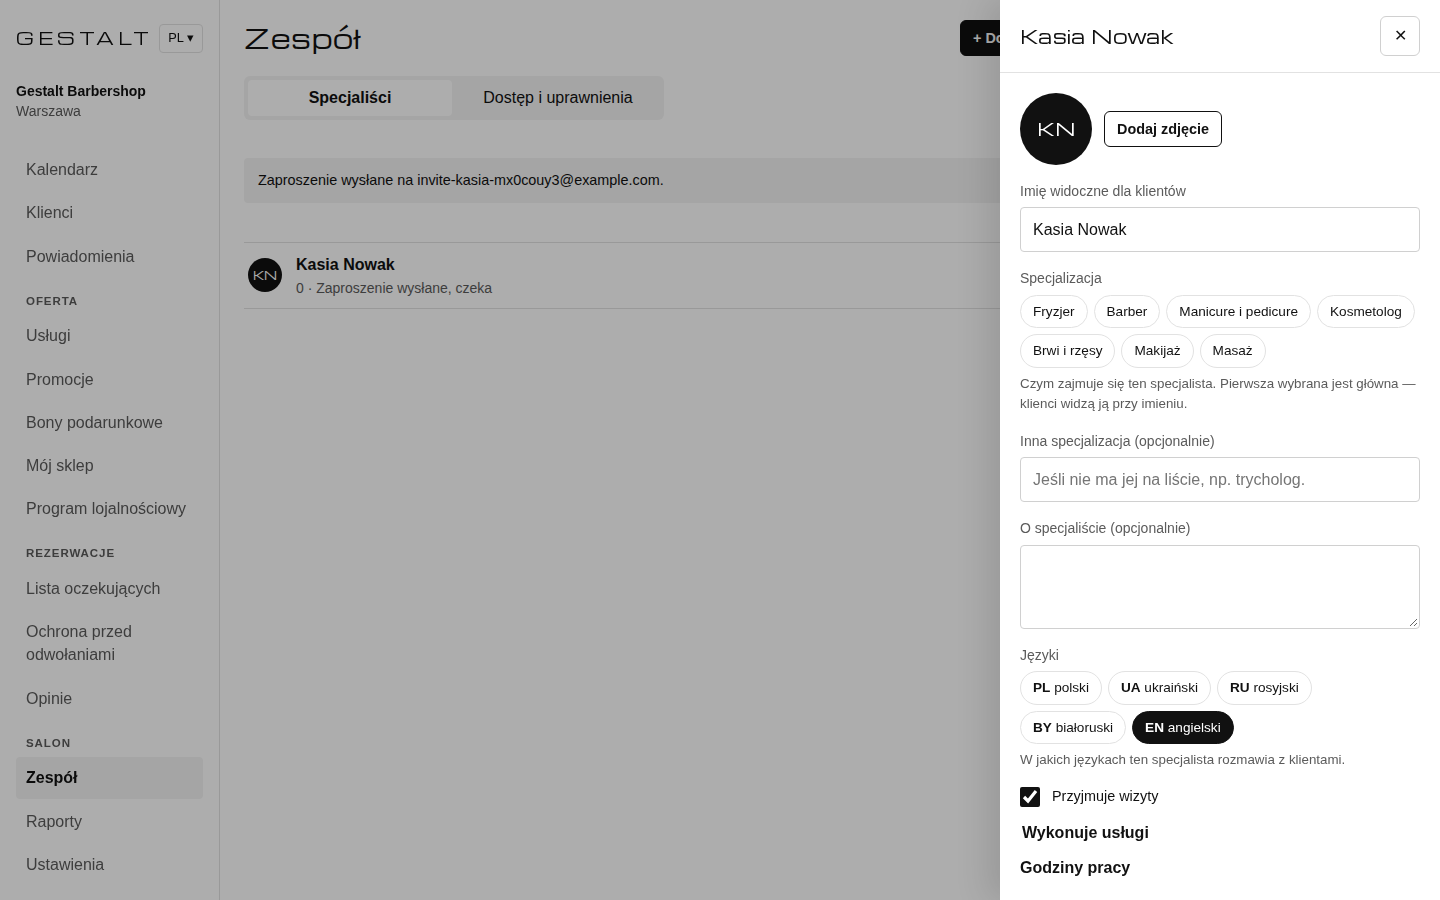 GESTALT
PL ▾
Gestalt Barbershop
Warszawa
Kalendarz
Klienci
Powiadomienia
OFERTA
Usługi
Promocje
Bony podarunkowe
Mój sklep
Program lojalnościowy
REZERWACJE
Lista oczekujących
Ochrona przed
odwołaniami
Opinie
SALON
Zespół
Raporty
Ustawienia
Zespół
Specjaliści
Dostęp i uprawnienia
Zaproszenie wysłane na invite-kasia-mx0couy3@example.com.
KN
Kasia Nowak
0 · Zaproszenie wysłane, czeka
Kasia Nowak
✕
KN
Dodaj zdjęcie
Imię widoczne dla klientów
Kasia Nowak
Specjalizacja
Fryzjer Barber Manicure i pedicure Kosmetolog
Brwi i rzęsy Makijaż Masaż
Czym zajmuje się ten specjalista. Pierwsza wybrana jest główna —
klienci widzą ją przy imieniu.
Inna specjalizacja (opcjonalnie)
Jeśli nie ma jej na liście, np. trycholog.
O specjaliście (opcjonalnie)
Języki
PL polski UA ukraiński RU rosyjski
BY białoruski EN angielski
W jakich językach ten specjalista rozmawia z klientami.
Przyjmuje wizyty
Wykonuje usługi
Godziny pracy